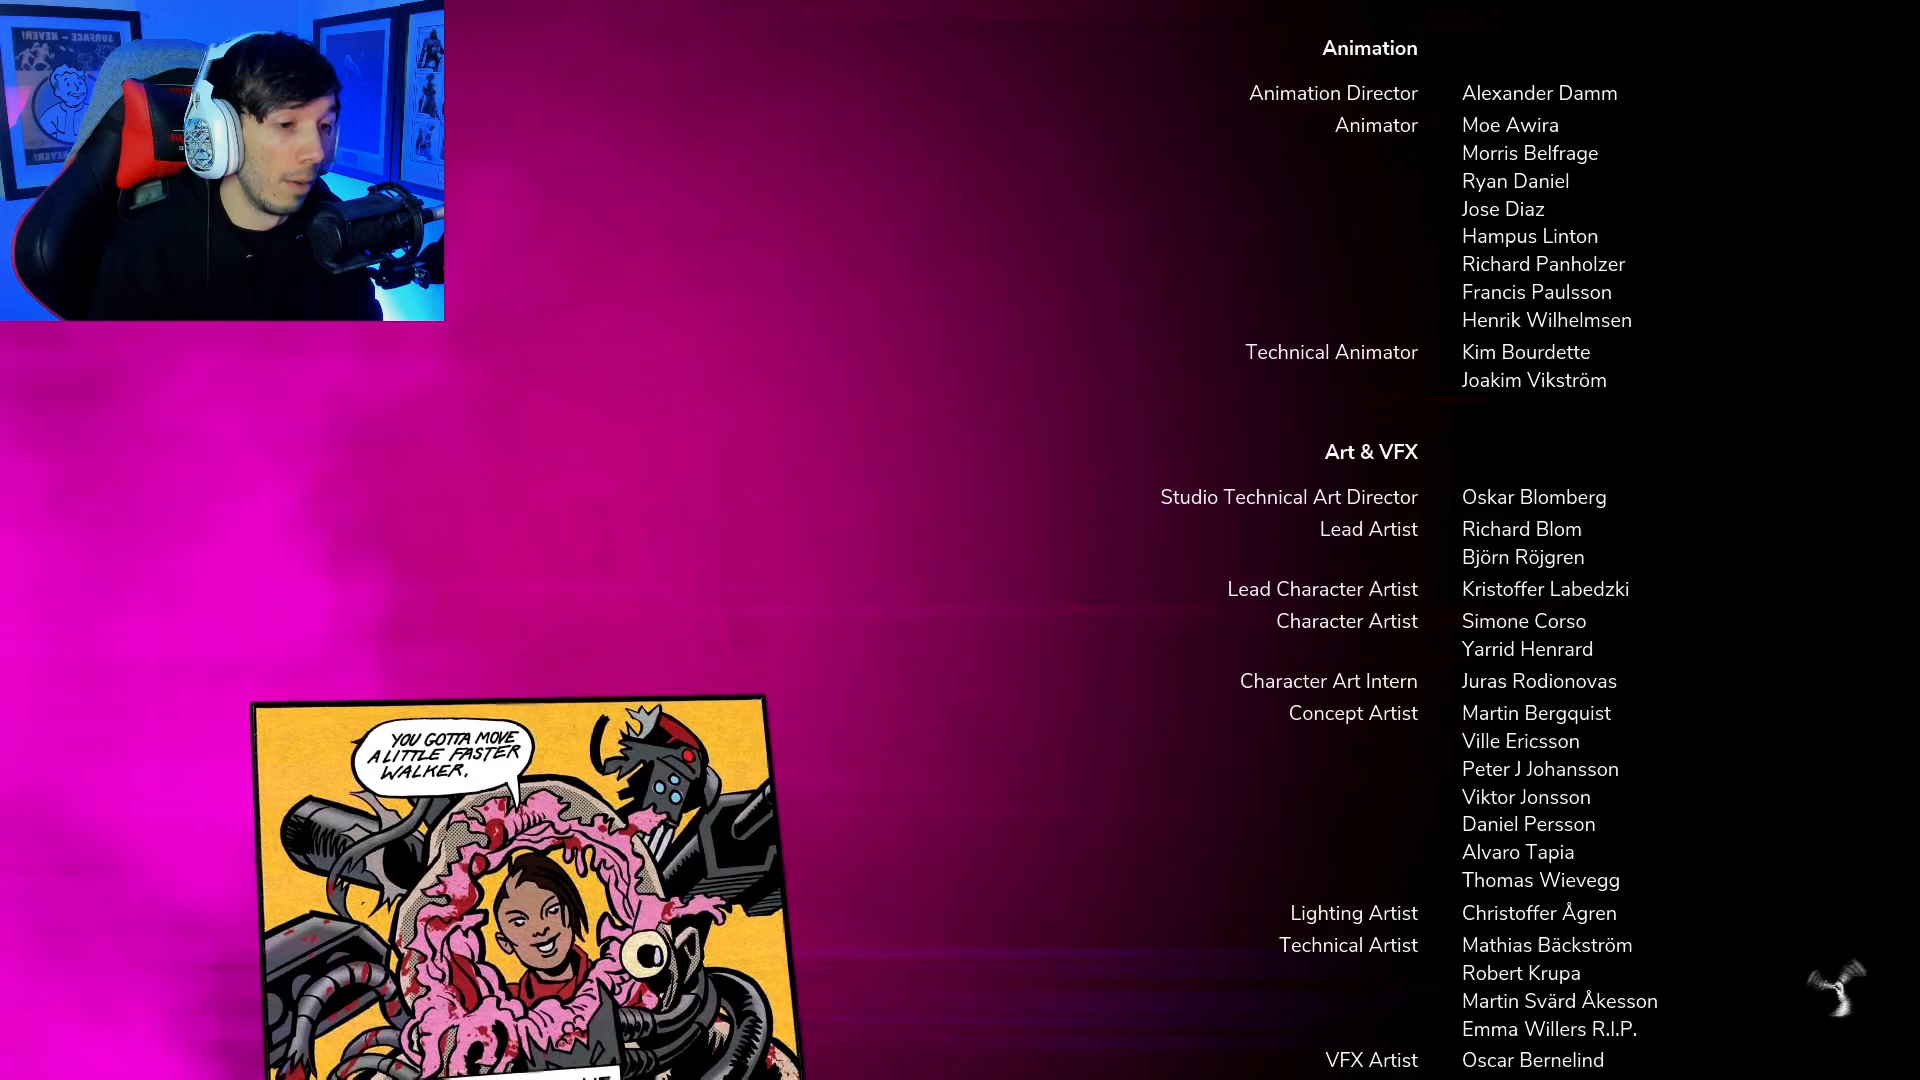 SURFACE – NEVER!
YOU GOTTA MOVE
A LITTLE FASTER
WALKER.
Animation
Animation Director Alexander Damm
Animator Moe Awira
Morris Belfrage
Ryan Daniel
Jose Diaz
Hampus Linton
Richard Panholzer
Francis Paulsson
Henrik Wilhelmsen
Technical Animator Kim Bourdette
Joakim Vikström
Art & VFX
Studio Technical Art Director Oskar Blomberg
Lead Artist Richard Blom
Björn Röjgren
Lead Character Artist Kristoffer Labedzki
Character Artist Simone Corso
Yarrid Henrard
Character Art Intern Juras Rodionovas
Concept Artist Martin Bergquist
Ville Ericsson
Peter J Johansson
Viktor Jonsson
Daniel Persson
Alvaro Tapia
Thomas Wievegg
Lighting Artist Christoffer Ågren
Technical Artist Mathias Bäckström
Robert Krupa
Martin Svärd Åkesson
Emma Willers R.I.P.
VFX Artist Oscar Bernelind